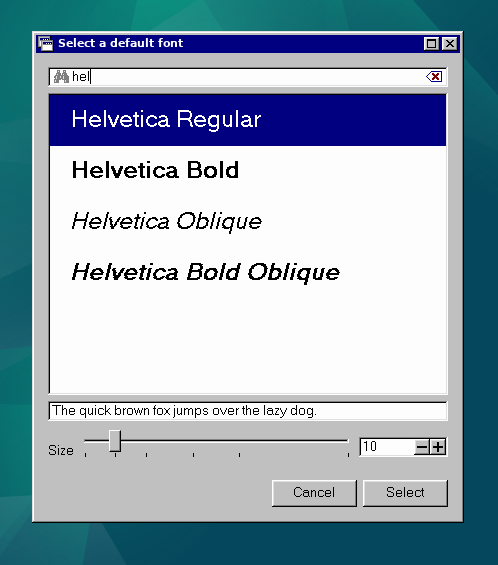 Select a default font
hel
Helvetica Regular
Helvetica Bold
Helvetica Oblique
Helvetica Bold Oblique
The quick brown fox jumps over the lazy dog.
Size
10
Cancel
Select